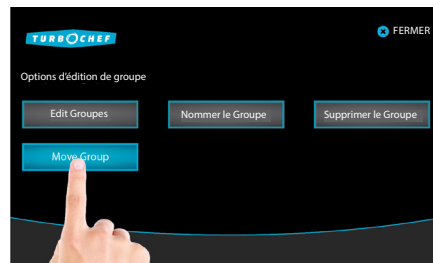 TURBOCHEF
FERMER
Options d'édition de groupe
Edit Groupes
Nommer le Groupe
Supprimer le Groupe
Move Group